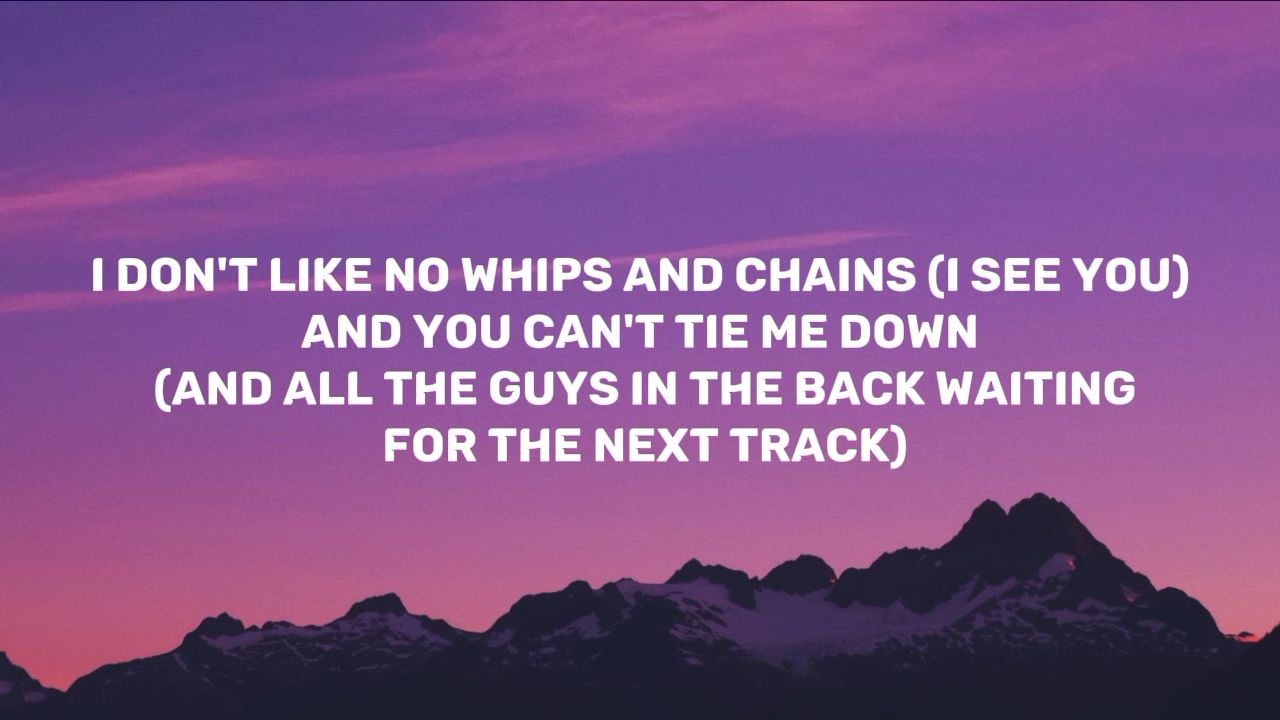 I DON'T LIKE NO WHIPS AND CHAINS (I SEE YOU)
AND YOU CAN'T TIE ME DOWN
(AND ALL THE GUYS IN THE BACK WAITING
FOR THE NEXT TRACK)